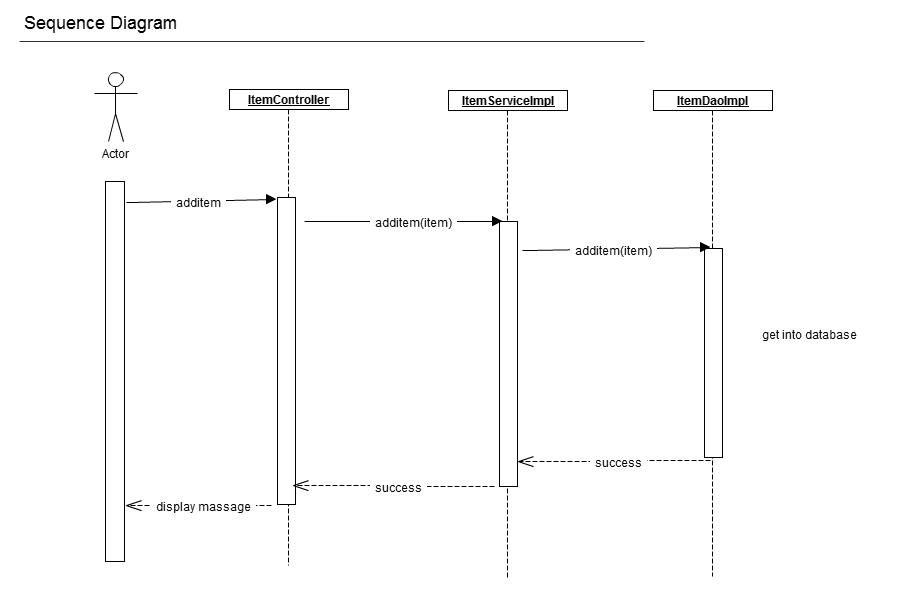 Sequence Diagram
ItemController
ItemServiceImpl
ItemDaoImpl
Actor
additem
additem(item)
additem(item)
get into database
success
success
display massage